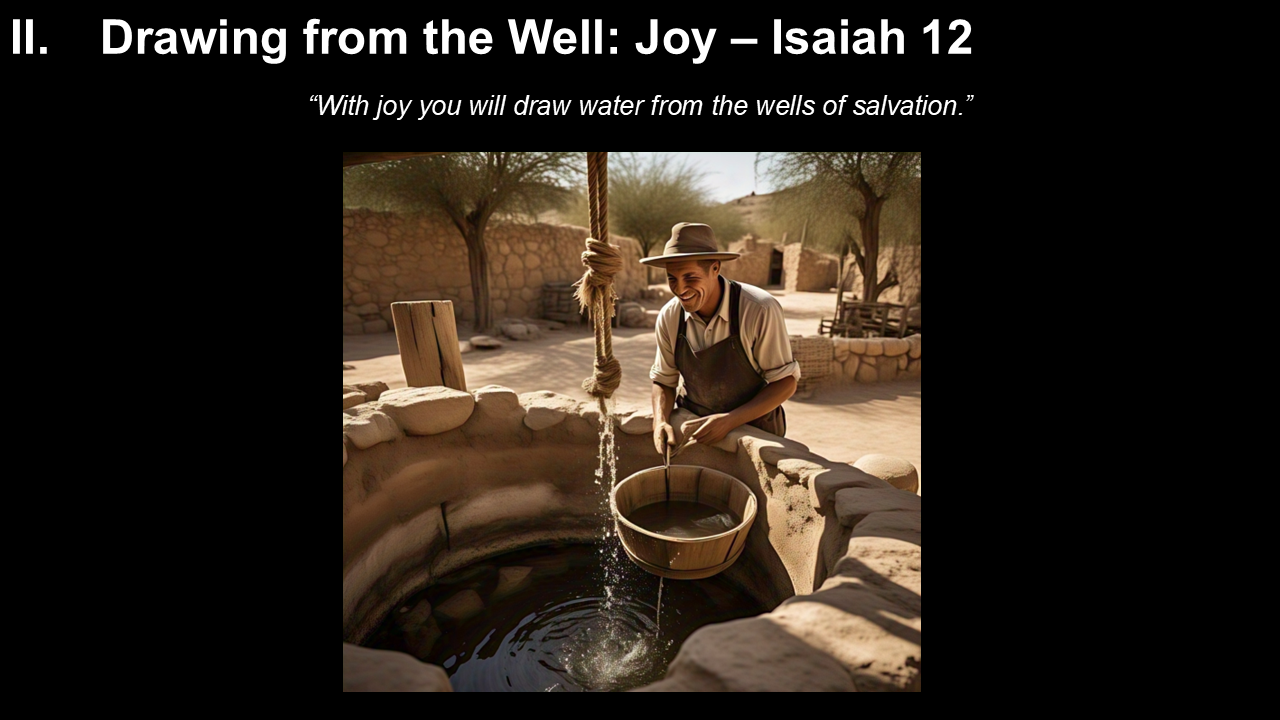 II. Drawing from the Well: Joy – Isaiah 12
“With joy you will draw water from the wells of salvation.”